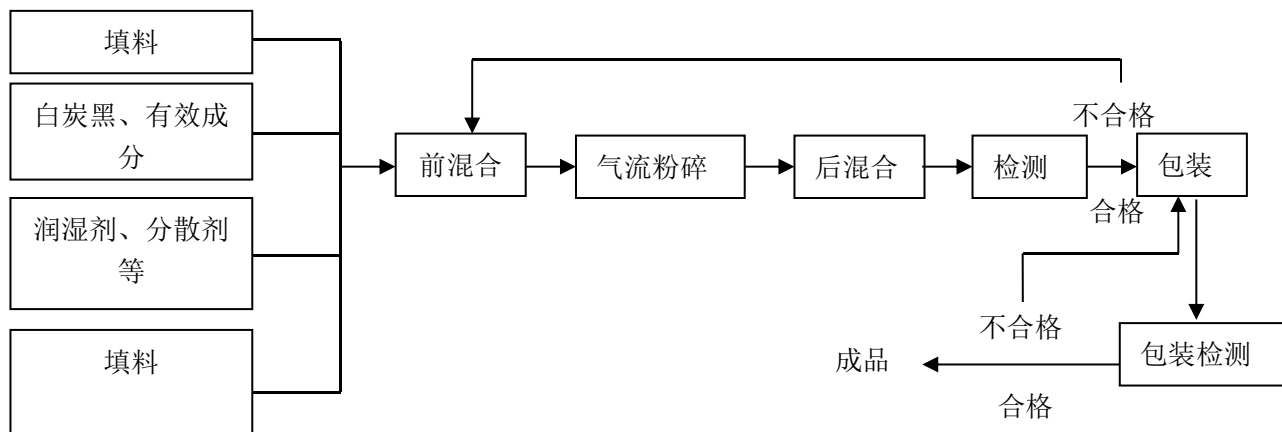 填料
白炭黑、有效成
分
润湿剂、分散剂
等
填料
前混合
气流粉碎
后混合
检测
不合格
合格
包装
不合格
包装检测
成品
合格